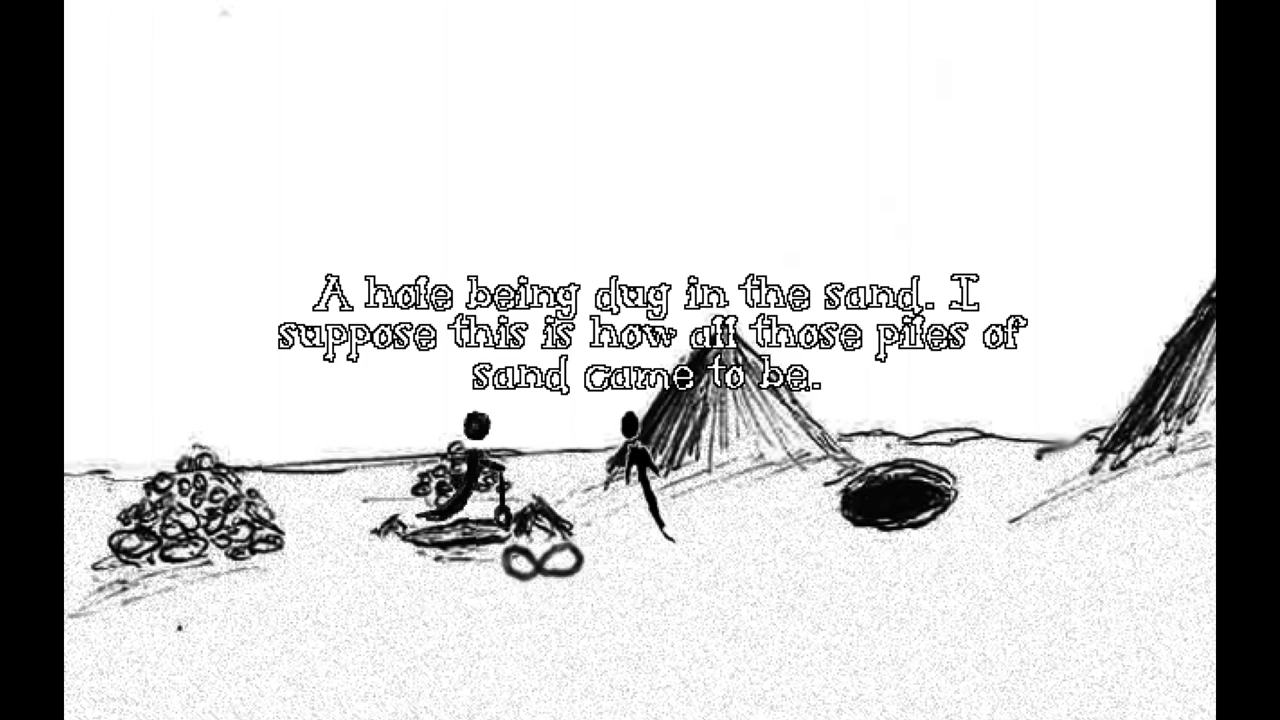 A hole being dug in the sand. I
suppose this is how all those piles of
sand came to be.